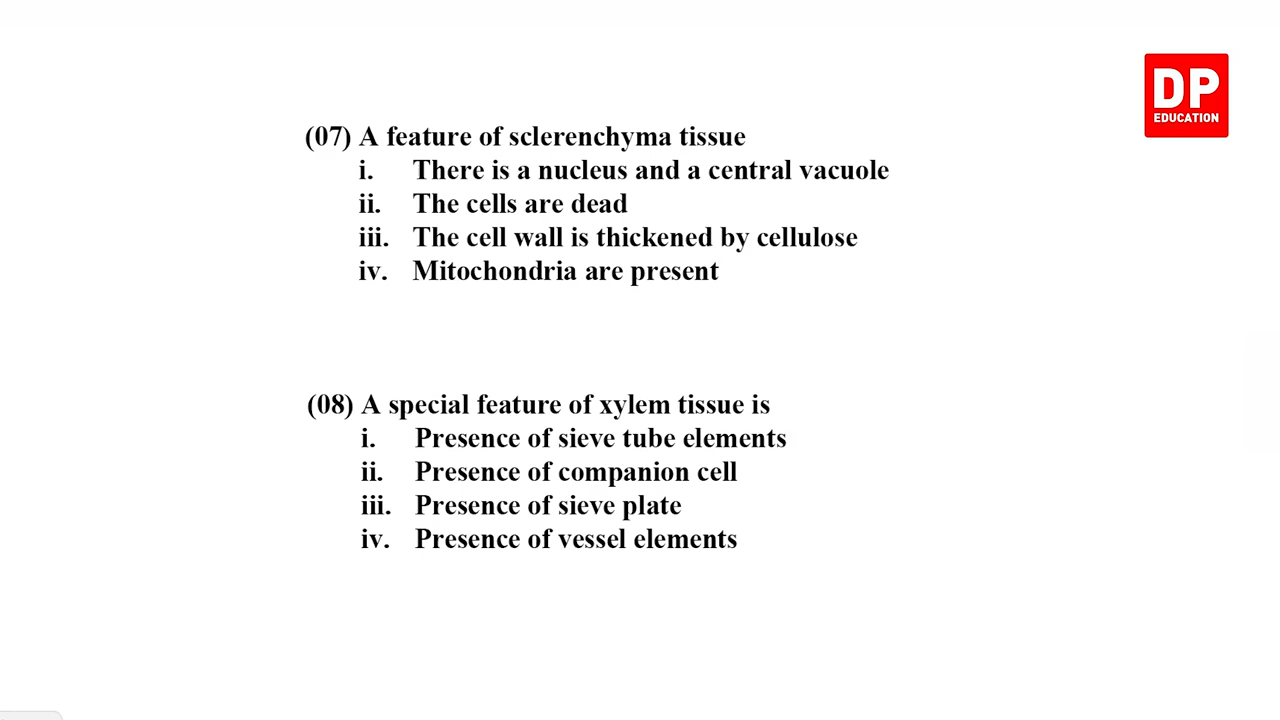 DP
EDUCATION
(07) A feature of sclerenchyma tissue
i. There is a nucleus and a central vacuole
ii. The cells are dead
iii. The cell wall is thickened by cellulose
iv. Mitochondria are present
(08) A special feature of xylem tissue is
i. Presence of sieve tube elements
ii. Presence of companion cell
iii. Presence of sieve plate
iv. Presence of vessel elements